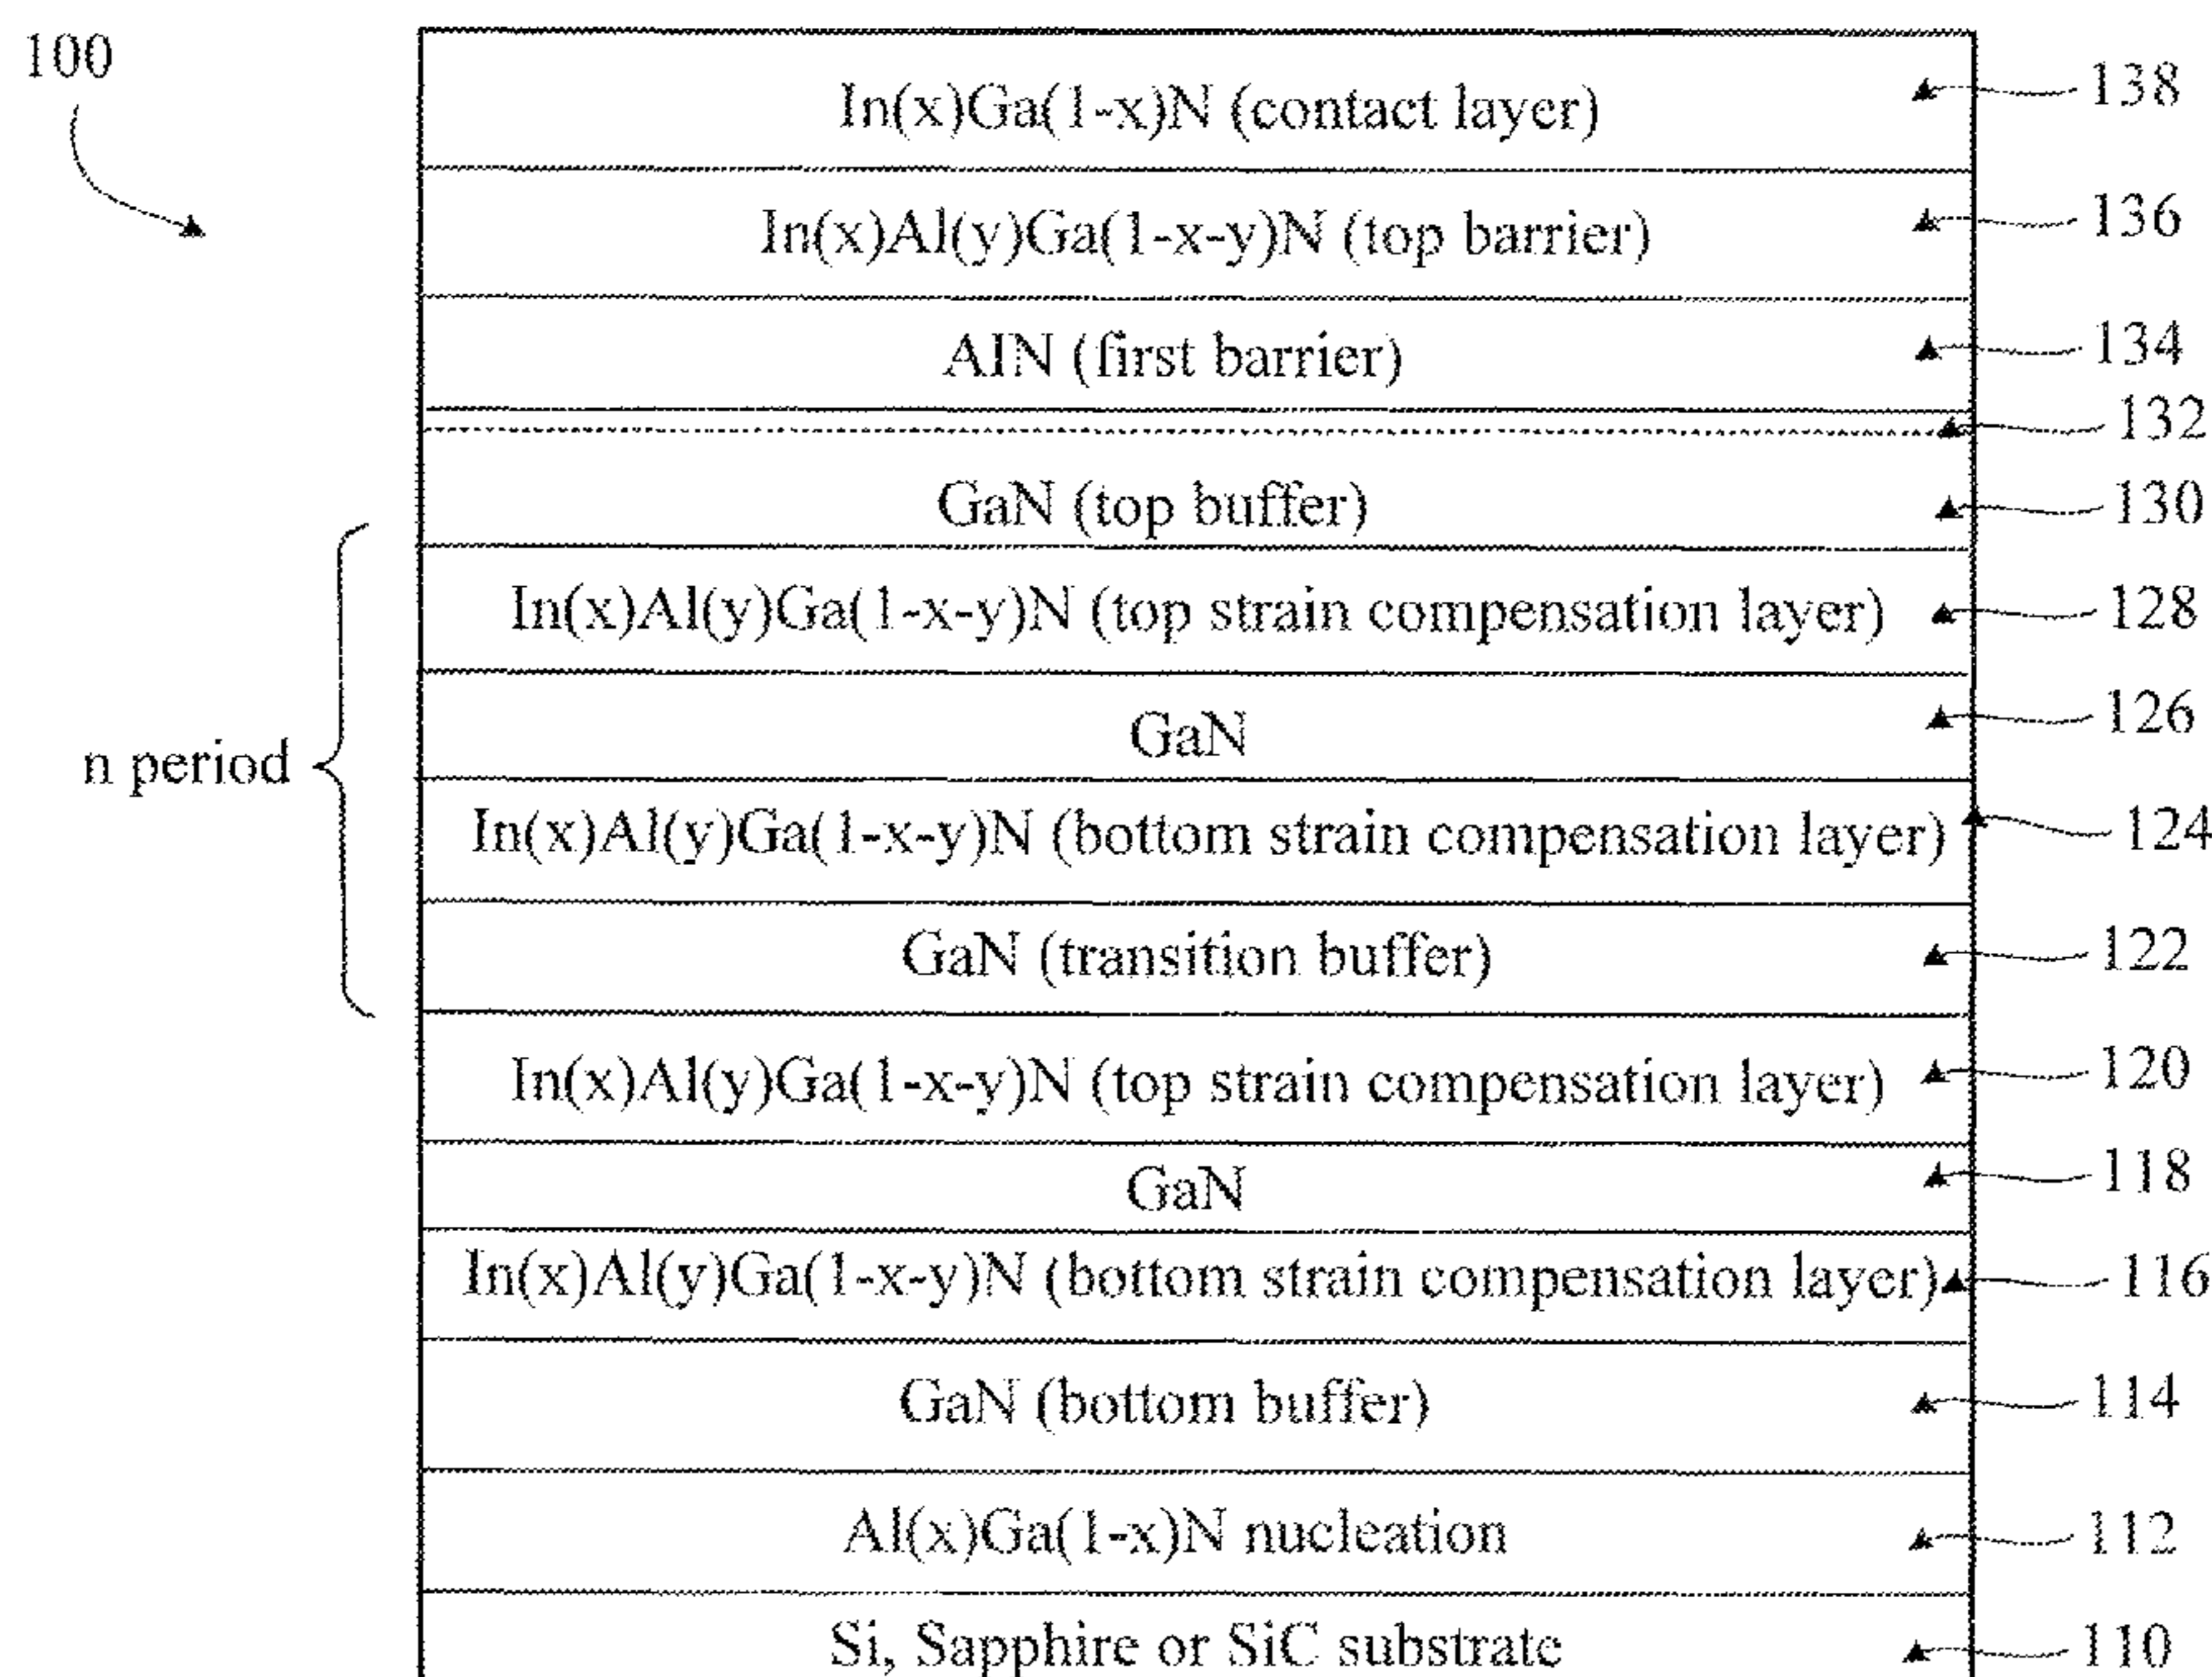 100
In(x)Ga(1-x)N (contact layer) 138
In(x)Al(y)Ga(1-x-y)N (top barrier) 136
AIN (first barrier) 134
132
GaN (top buffer) 130
In(x)Al(y)Ga(1-x-y)N (top strain compensation layer) 128
GaN 126
n period
In(x)Al(y)Ga(1-x-y)N (bottom strain compensation layer) 124
GaN (transition buffer) 122
In(x)Al(y)Ga(1-x-y)N (top strain compensation layer) 120
GaN 118
In(x)Al(y)Ga(1-x-y)N (bottom strain compensation layer) 116
GaN (bottom buffer) 114
Al(x)Ga(1-x)N nucleation 112
Si, Sapphire or SiC substrate 110